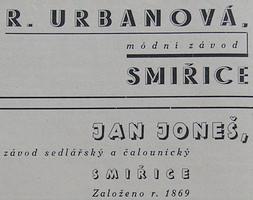 R. URBANOVÁ,
módní závod
SMIŘICE
JAN JONEŠ,
závod sedlářský a čalounický
SMIŘICE
Založeno r. 1869